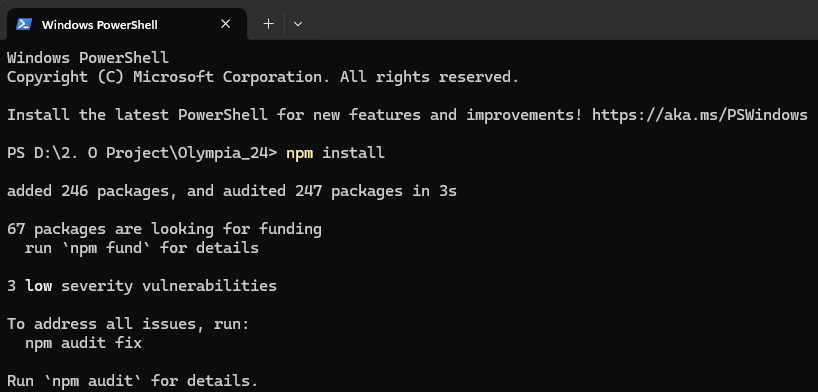 Windows PowerShell
Windows PowerShell
Copyright (C) Microsoft Corporation. All rights reserved.
Install the latest PowerShell for new features and improvements! https://aka.ms/PSWindows
PS D:\2. O Project\Olympia_24> npm install
added 246 packages, and audited 247 packages in 3s
67 packages are looking for funding
  run `npm fund` for details
3 low severity vulnerabilities
To address all issues, run:
  npm audit fix
Run `npm audit` for details.